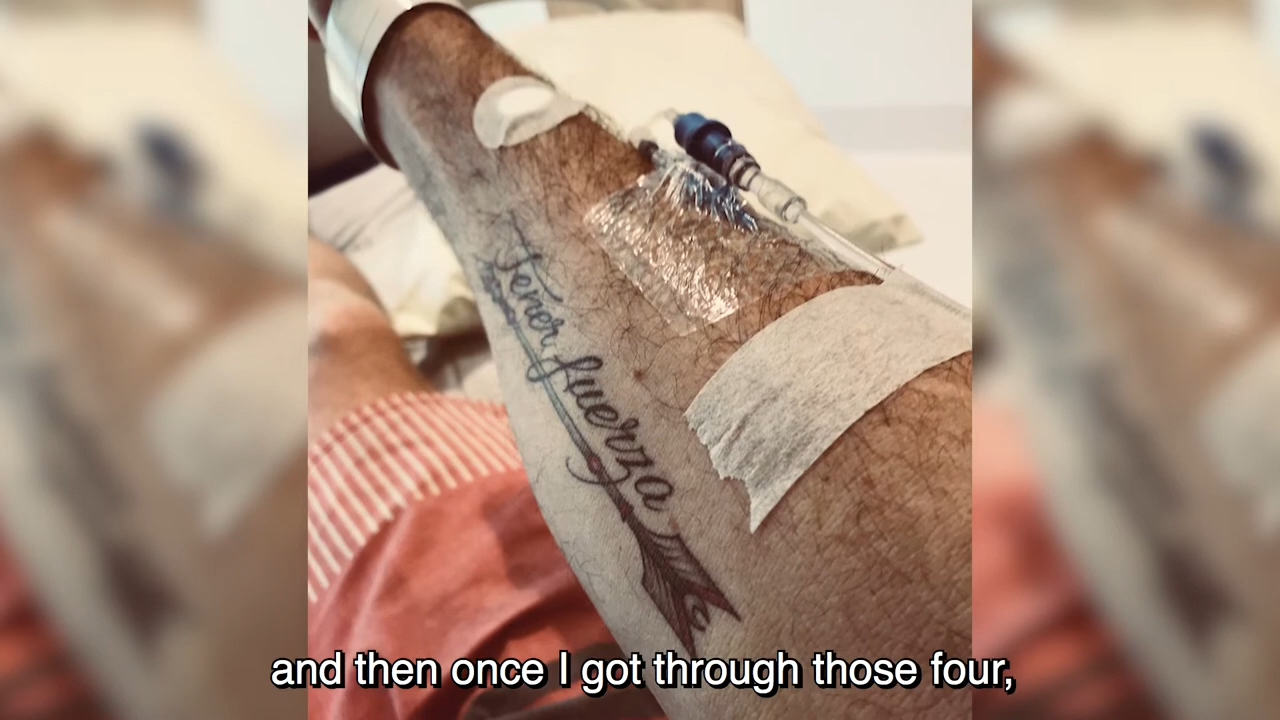 Tener fuerza
and then once I got through those four,